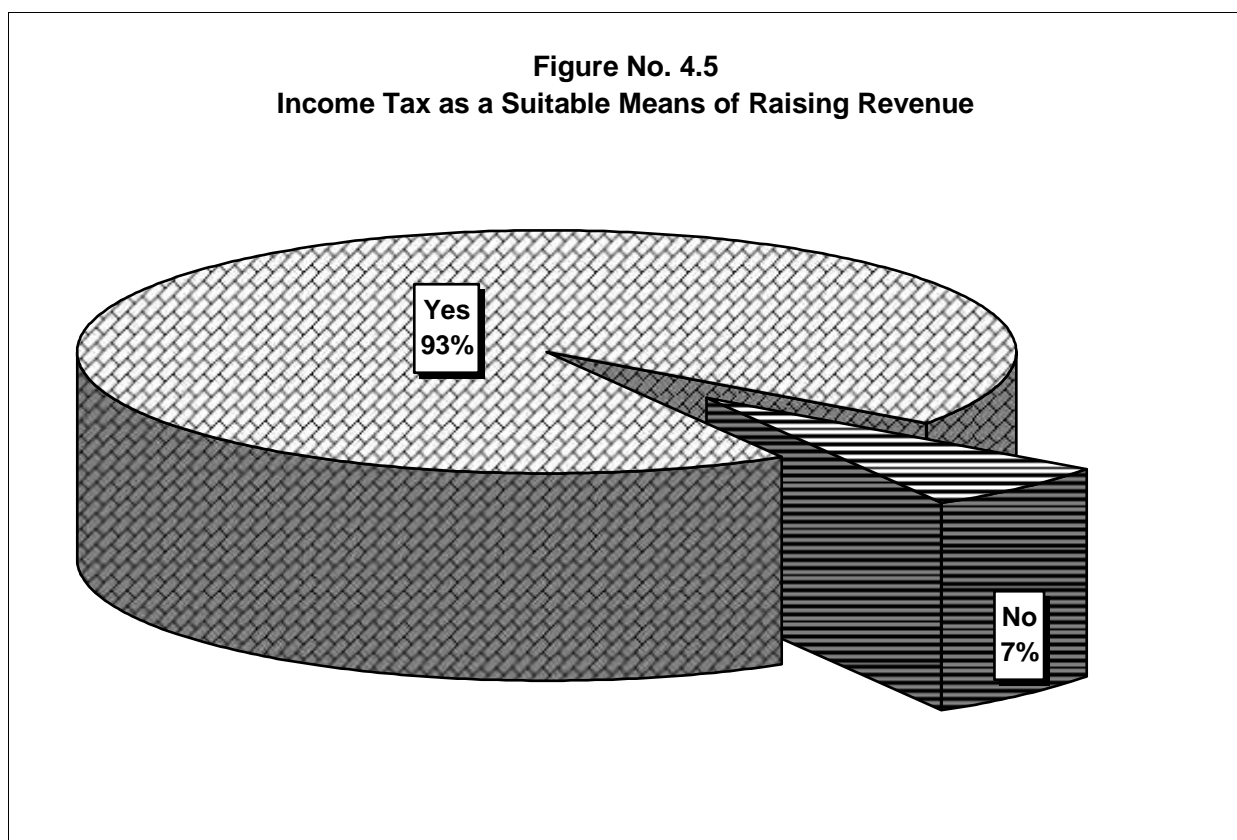 Figure No. 4.5
Income Tax as a Suitable Means of Raising Revenue
Yes
93%
No
7%